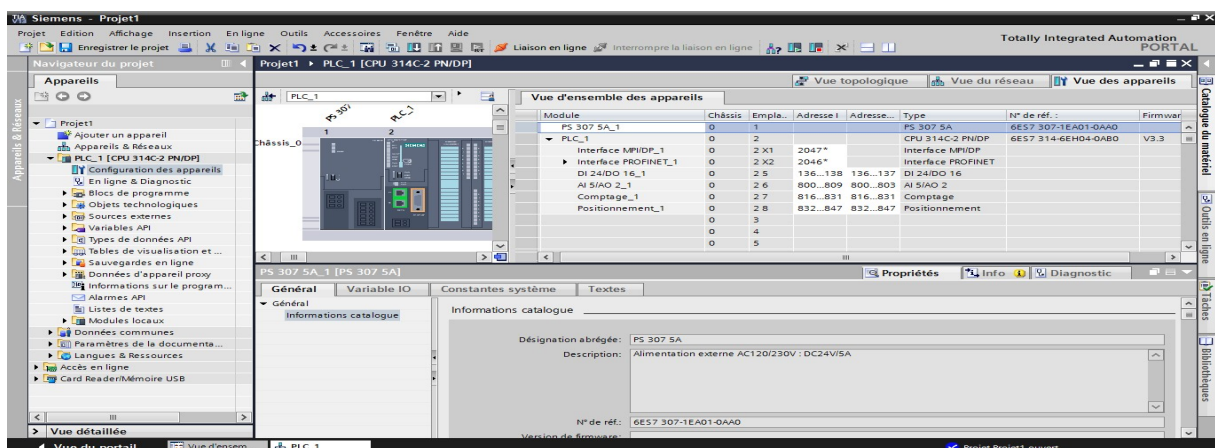 Siemens - Projet1
Projet Edition Affichage Insertion En ligne Outils Accessoires Fenêtre Aide
Enregistrer le projet Liaison en ligne Interrompre la liaison en ligne
Totally Integrated Automation
PORTAL
Navigateur du projet
Projet1 PLC_1 [CPU 314C-2 PN/DP]
Appareils
Vue topologique Vue du réseau Vue des appareils
Appareils & Réseaux
Projet1
Ajouter un appareil
Appareils & Réseaux
PLC_1 [CPU 314C-2 PN/DP]
Configuration des appareils
En ligne & Diagnostic
Blocs de programme
Objets technologiques
Sources externes
Variables API
Types de données API
Tables de visualisation et ...
Sauvegardes en ligne
Données d'appareil proxy
Informations sur le program...
Alarmes API
Listes de textes
Modules locaux
Données communes
Paramètres de la documenta...
Langues & Ressources
Accès en ligne
Card Reader/Mémoire USB
Vue détaillée
PLC_1
PS 307 PLC_1
1 2
Châssis_0
SIEMENS
Vue d'ensemble des appareils
Module Châssis Empla.. Adresse I Adresse... Type N° de réf. : Firmwar
PS 307 5A_1 0 1 PS 307 5A 6ES7 307-1EA01-0AA0
PLC_1 0 2 CPU 314C-2 PN/DP 6ES7 314-6EH04-0AB0 V3.3
Interface MPI/DP_1 0 2 X1 2047* Interface MPI/DP
Interface PROFINET_1 0 2 X2 2046* Interface PROFINET
DI 24/DO 16_1 0 2 5 136...138 136...137 DI 24/DO 16
AI 5/AO 2_1 0 2 6 800...809 800...803 AI 5/AO 2
Comptage_1 0 2 7 816...831 816...831 Comptage
Positionnement_1 0 2 8 832...847 832...847 Positionnement
0 3
0 4
0 5
PS 307 5A_1 [PS 307 5A]
Propriétés Info Diagnostic
Général Variable IO Constantes système Textes
Général
Informations catalogue
Informations catalogue
Désignation abrégée: PS 307 5A
Description: Alimentation externe AC120/230V : DC24V/5A
N° de réf.: 6ES7 307-1EA01-0AA0
Version de firmware:
Catalogue du matériel
Outils en ligne
Tâches
Bibliothèques
Vue du portail Vue d'ensem... PLC_1
Projet Projet1 ouvert